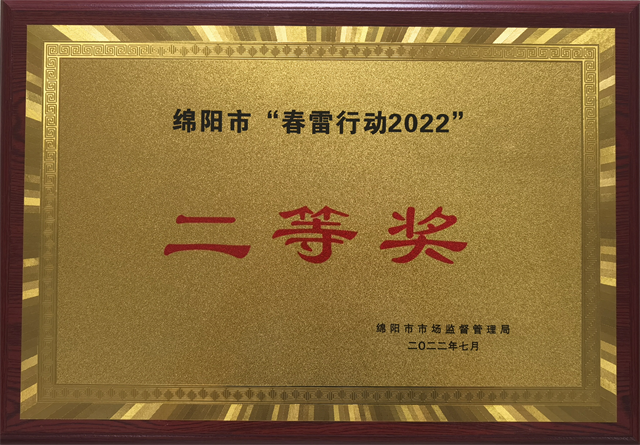 绵阳市“春雷行动2022”
二等奖
绵阳市市场监督管理局
二〇二二年七月